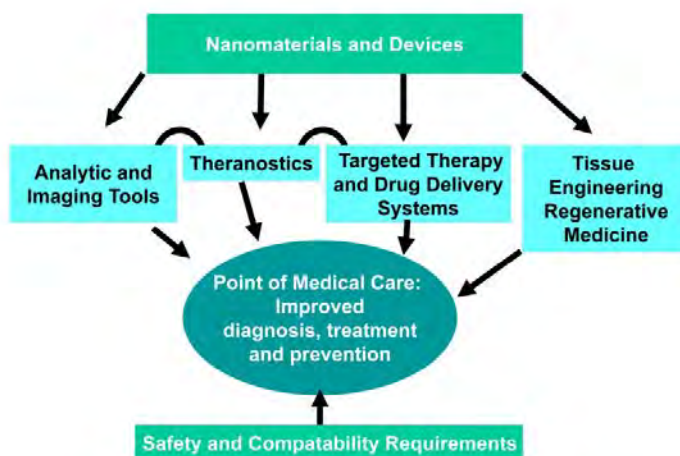 Nanomaterials and Devices
Analytic and
Imaging Tools
Theranostics
Targeted Therapy
and Drug Delivery
Systems
Tissue
Engineering
Regenerative
Medicine
Point of Medical Care:
Improved
diagnosis, treatment
and prevention
Safety and Compatability Requirements